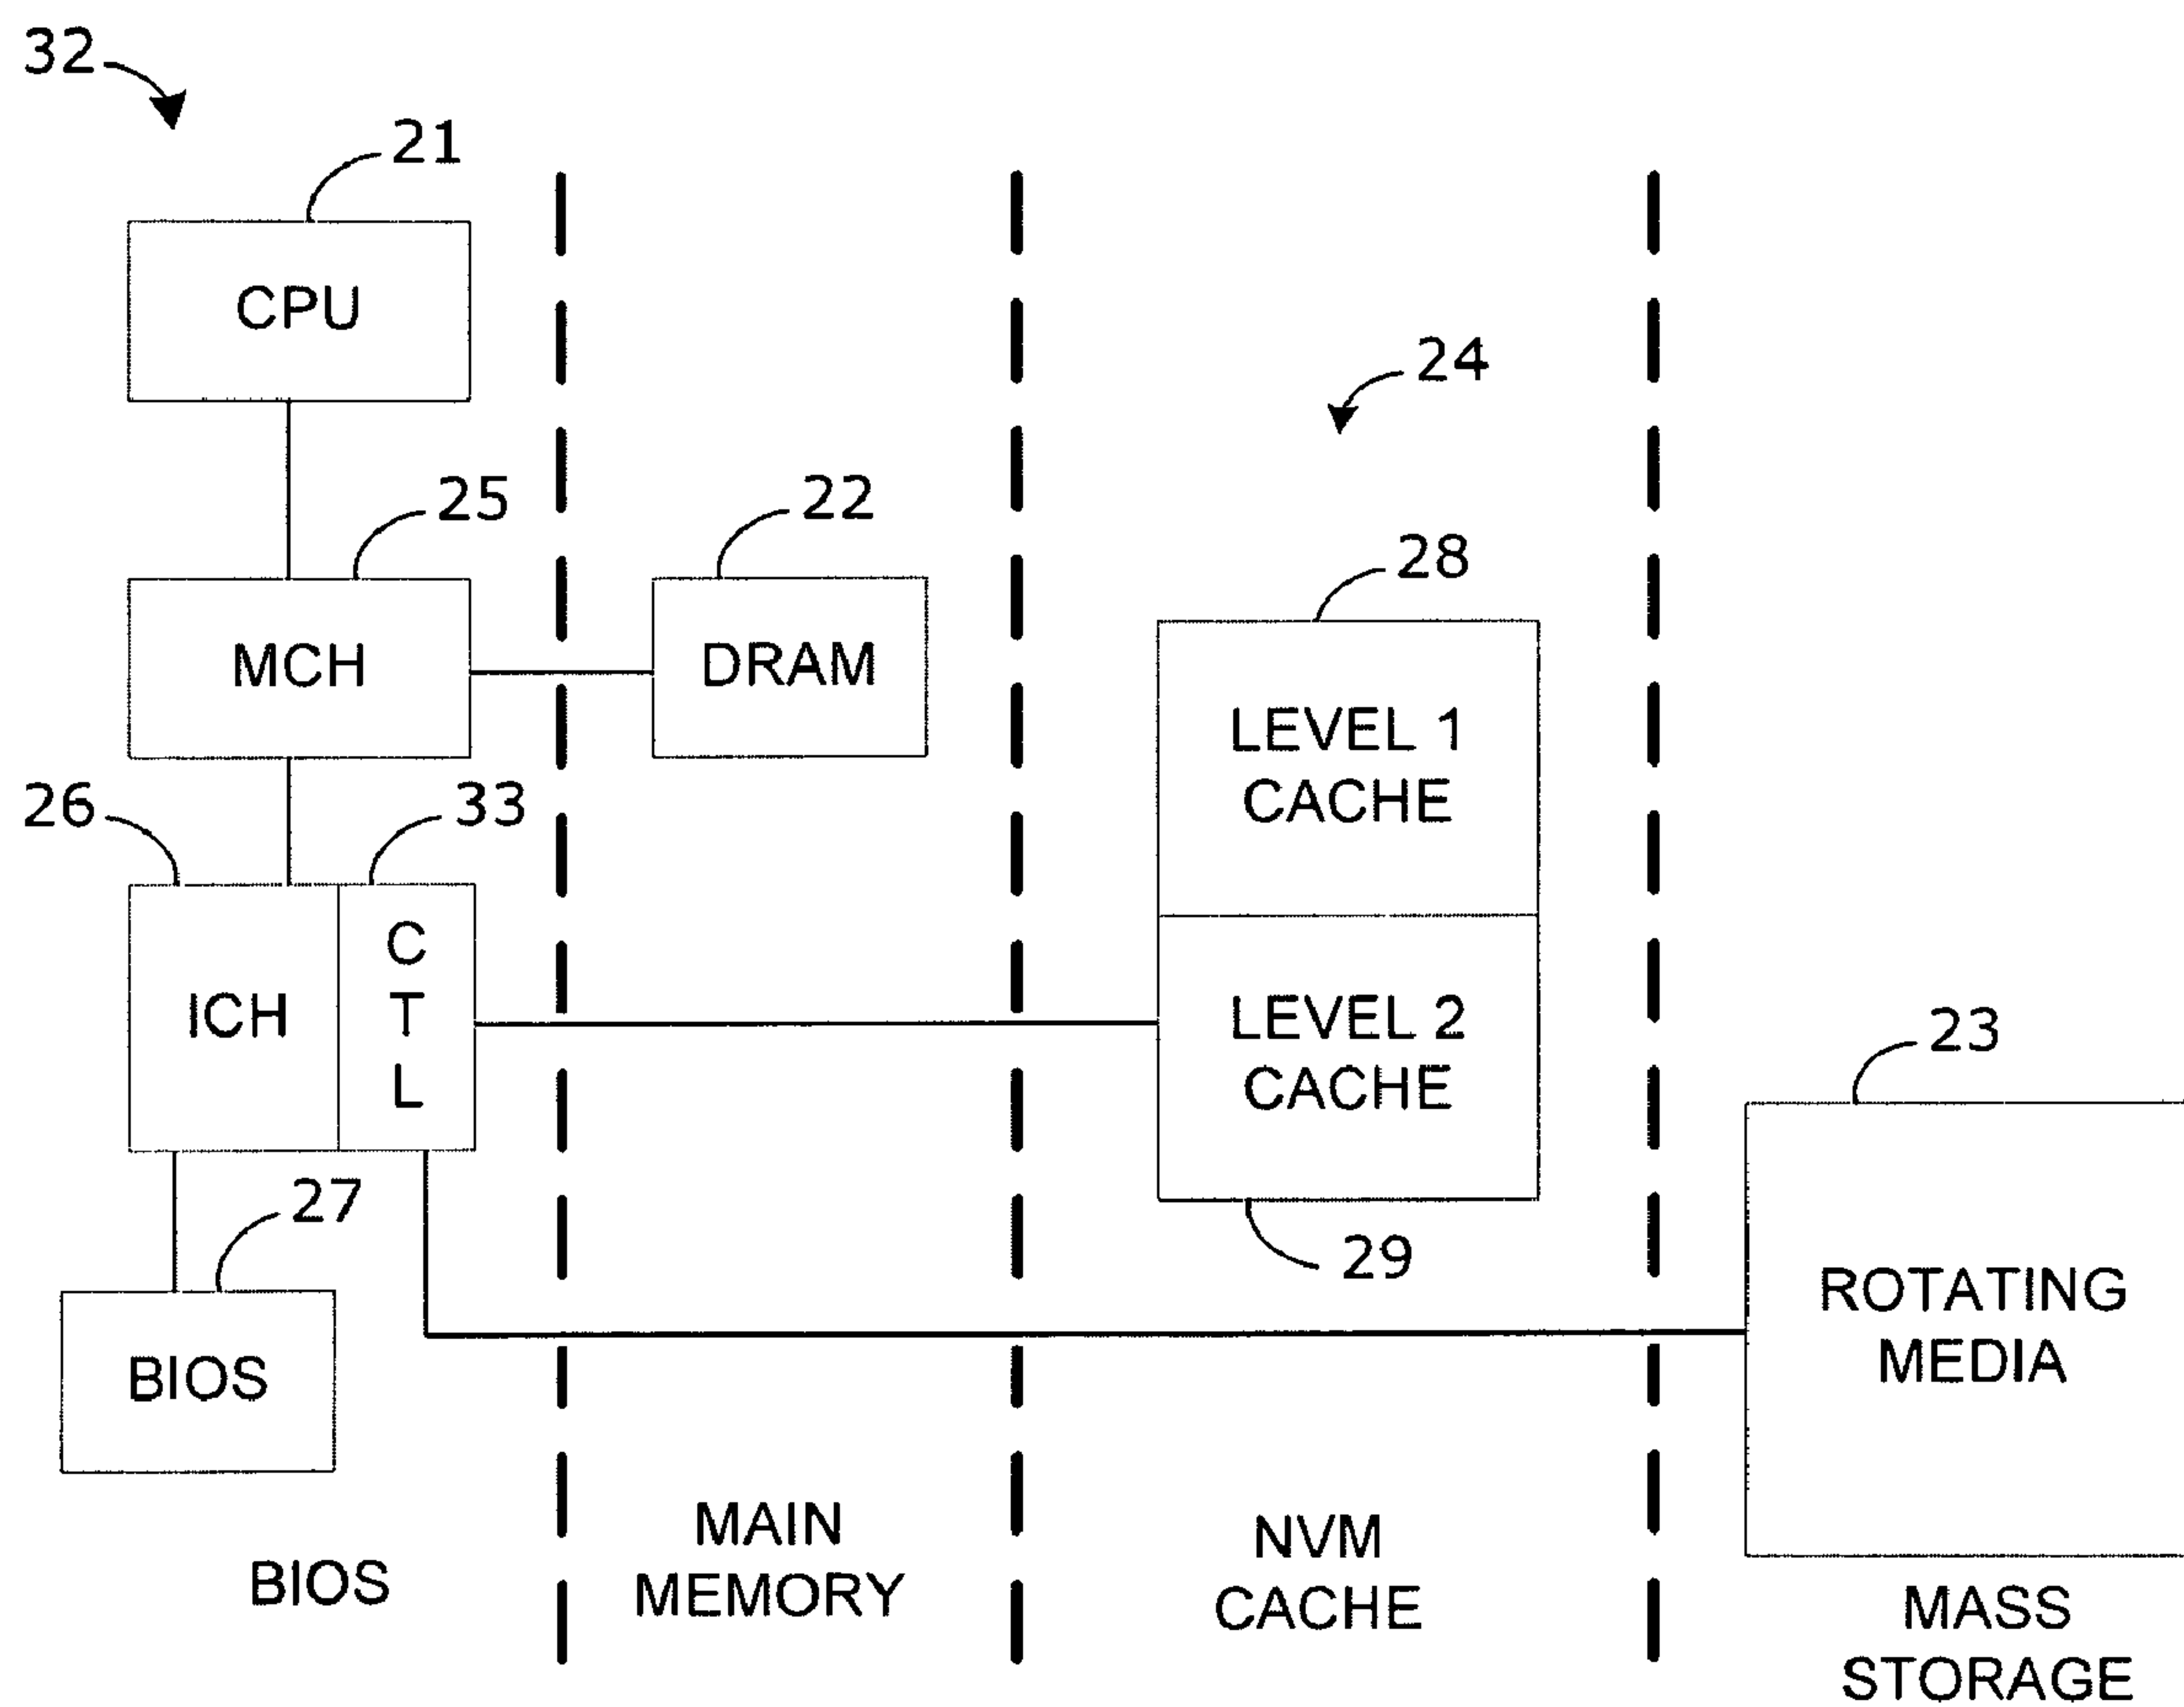 32
21
CPU
24
25
22
28
MCH
DRAM
LEVEL 1
CACHE
26
33
ICH
C
T
L
LEVEL 2
CACHE
23
27
29
BIOS
ROTATING
MEDIA
BIOS
MAIN
MEMORY
NVM
CACHE
MASS
STORAGE